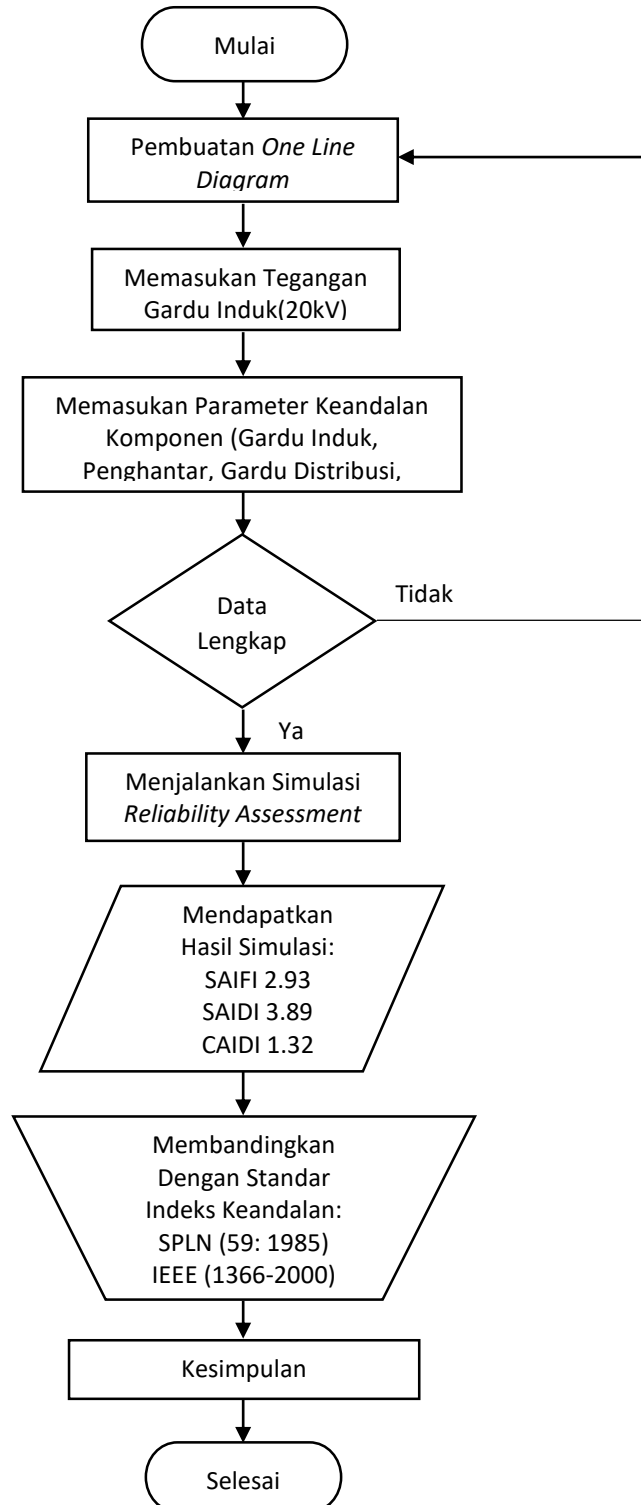 Mulai
Pembuatan One Line
Diagram
Memasukan Tegangan
Gardu Induk(20kV)
Memasukan Parameter Keandalan
Komponen (Gardu Induk,
Penghantar, Gardu Distribusi,
Data
Lengkap
Tidak
Ya
Menjalankan Simulasi
Reliability Assessment
Mendapatkan
Hasil Simulasi:
SAIFI 2.93
SAIDI 3.89
CAIDI 1.32
Membandingkan
Dengan Standar
Indeks Keandalan:
SPLN (59: 1985)
IEEE (1366-2000)
Kesimpulan
Selesai